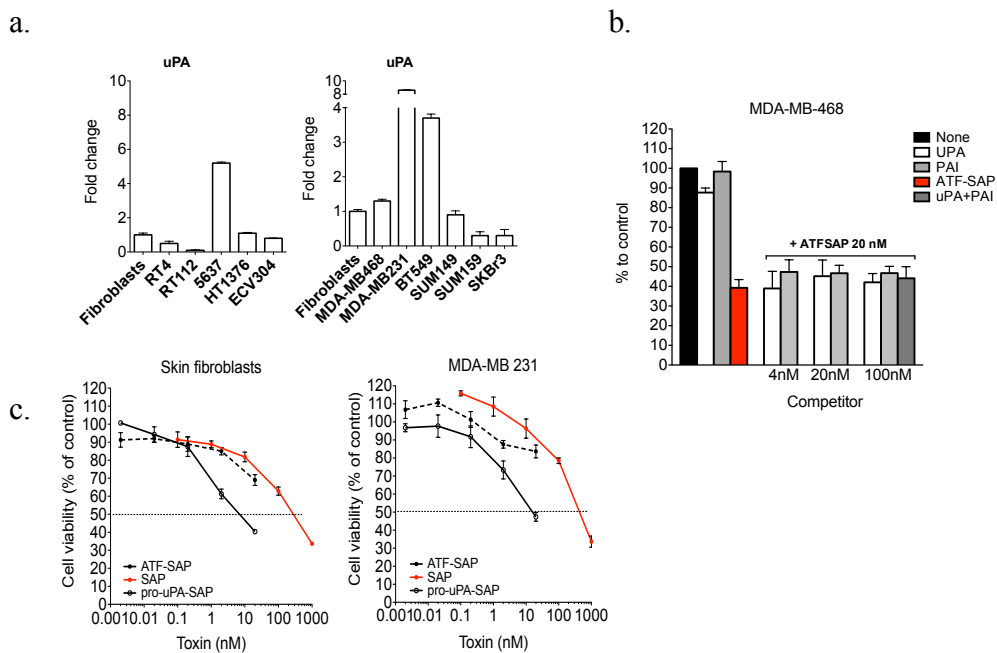 a.
uPA
Fold change
10
8
6
4
2
0
Fibroblasts
RT4
RT112
5637
HT1376
ECV304
uPA
Fold change
10
8
4
2
1
0
Fibroblasts
MDA-MB468
MDA-MB231
BT549
SUM149
SUM159
SKBr3
b.
MDA-MB-468
% to control
120
110
100
90
80
70
60
50
40
30
20
10
0
None
UPA
PAI
ATF-SAP
uPA+PAI
+ ATFSAP 20 nM
4nM 20nM 100nM
Competitor
c.
Skin fibroblasts
Cell viability (% of control)
120
110
100
90
80
70
60
50
40
30
20
10
0
ATF-SAP
SAP
pro-uPA-SAP
0.001 0.01 0.1 1 10 100 1000
Toxin (nM)
MDA-MB 231
Cell viability (% of control)
120
110
100
90
80
70
60
50
40
30
20
10
0
ATF-SAP
SAP
pro-uPA-SAP
0.001 0.01 0.1 1 10 100 1000
Toxin (nM)